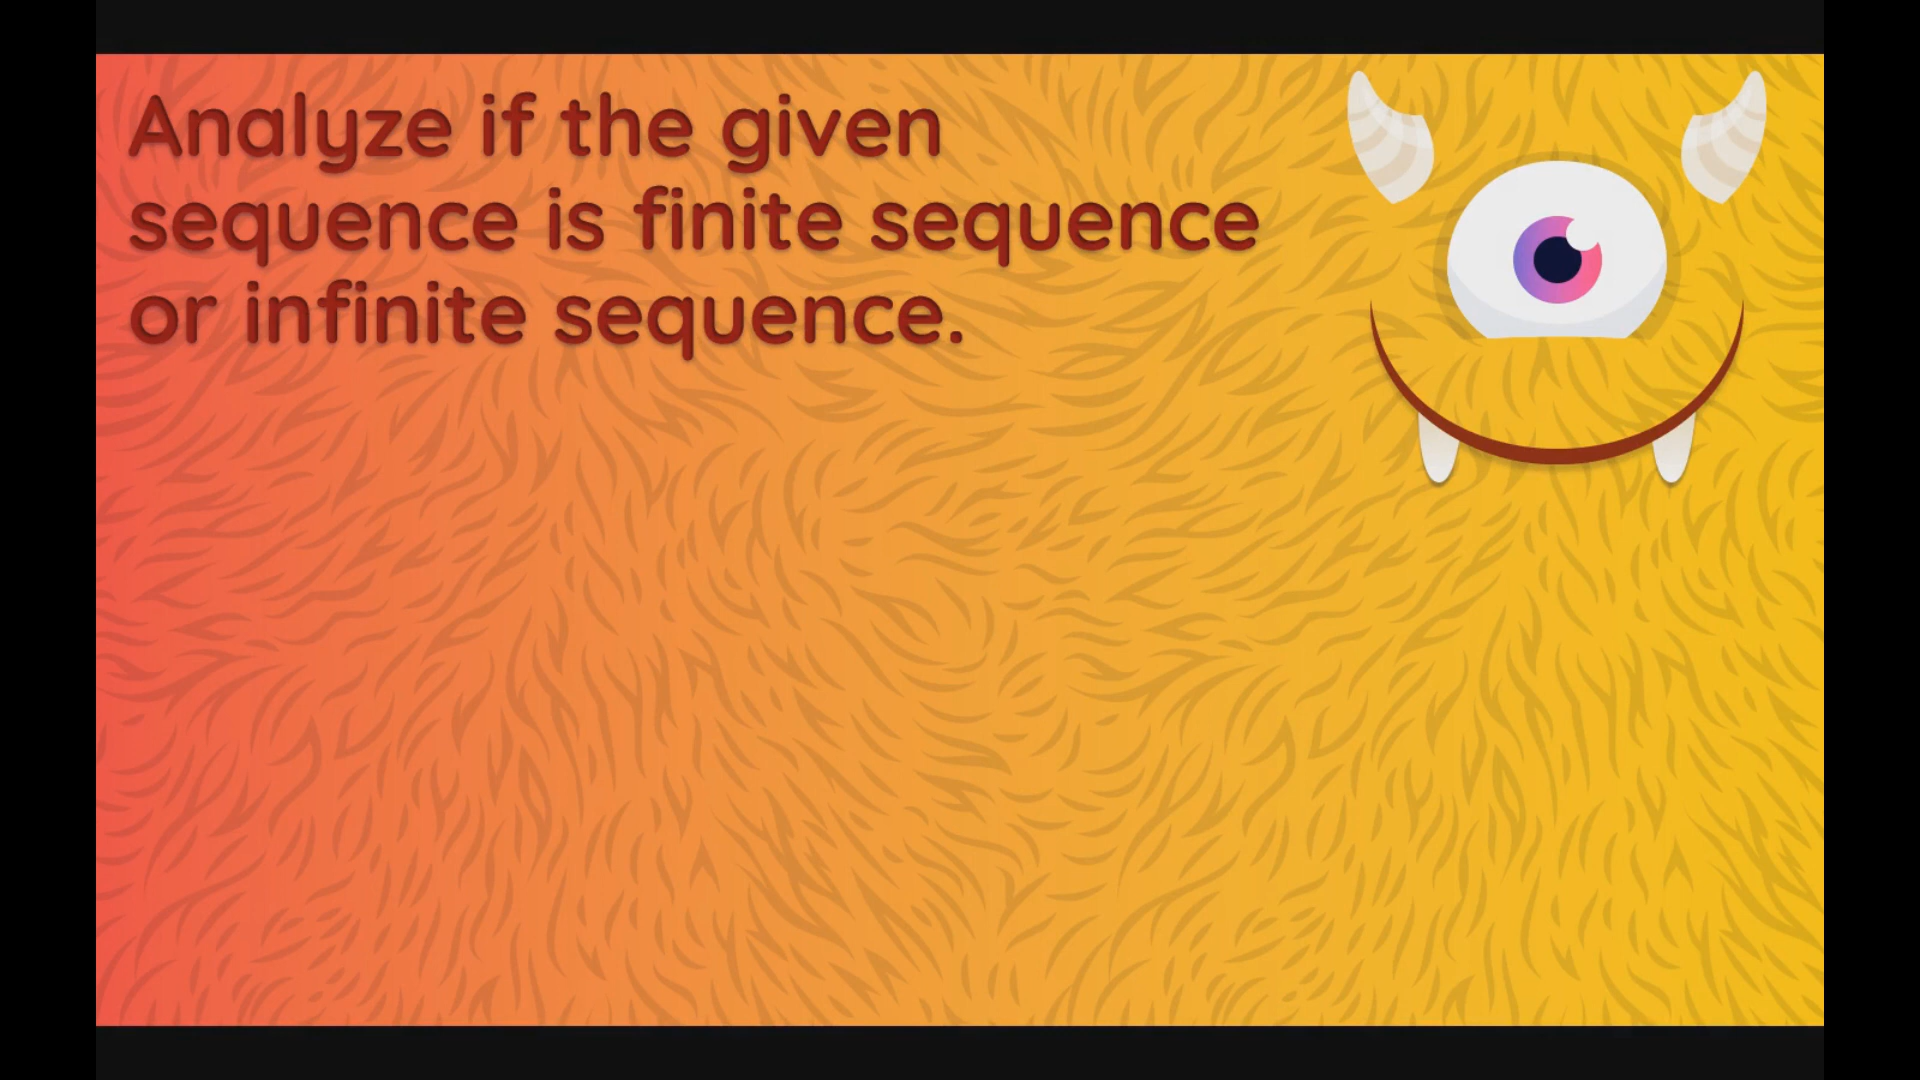 Analyze if the given
sequence is finite sequence
or infinite sequence.